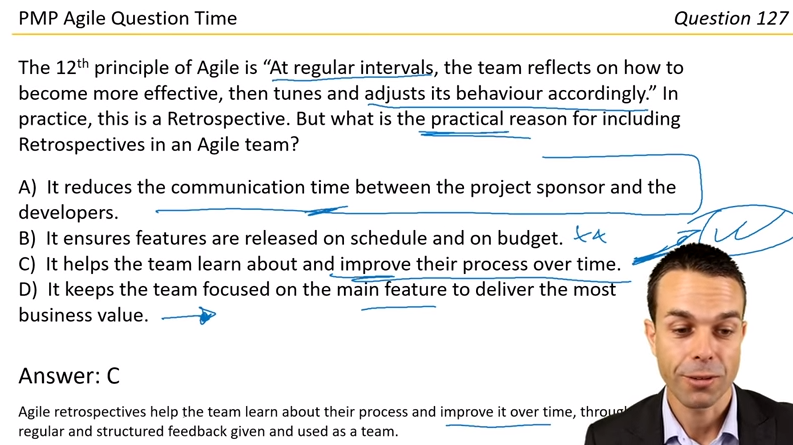 PMP Agile Question Time
Question 127
The 12th principle of Agile is “At regular intervals, the team reflects on how to
become more effective, then tunes and adjusts its behaviour accordingly.” In
practice, this is a Retrospective. But what is the practical reason for including
Retrospectives in an Agile team?
A) It reduces the communication time between the project sponsor and the
developers.
B) It ensures features are released on schedule and on budget.
C) It helps the team learn about and improve their process over time.
D) It keeps the team focused on the main feature to deliver the most
business value.
Answer: C
Agile retrospectives help the team learn about their process and improve it over time,
regular and structured feedback given and used as a team.